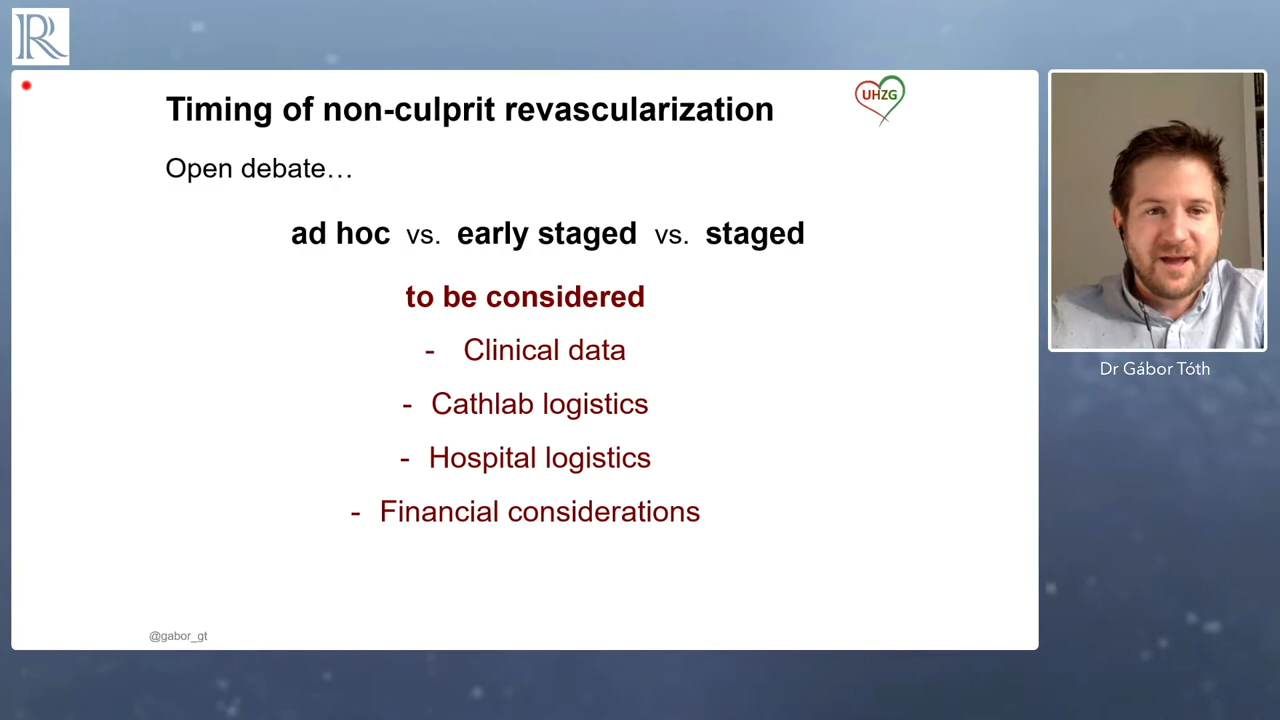 R
Timing of non-culprit revascularization
UHZG
Open debate…
ad hoc vs. early staged vs. staged
to be considered
- Clinical data
- Cathlab logistics
- Hospital logistics
- Financial considerations
@gabor_gt
Dr Gábor Tóth